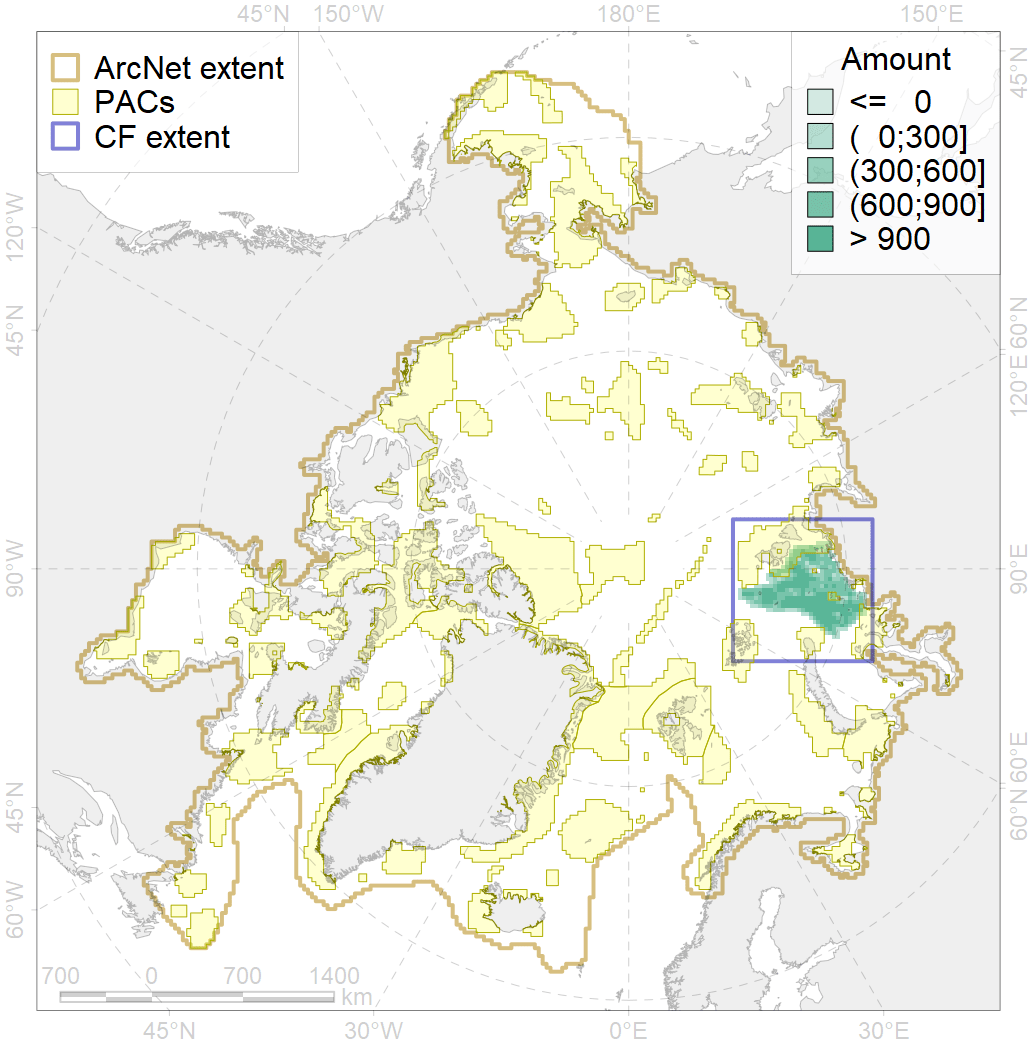 45°N 150°W 180°E 150°E
ArcNet extent
PACs
CF extent
Amount
<= 0
( 0;300]
(300;600]
(600;900]
> 900
45°N
120°W
45°N
60°N
120°E
90°W
90°E
45°N
60°E
60°N
60°W
700 0 700 1400
km
45°N 30°W 0°E 30°E